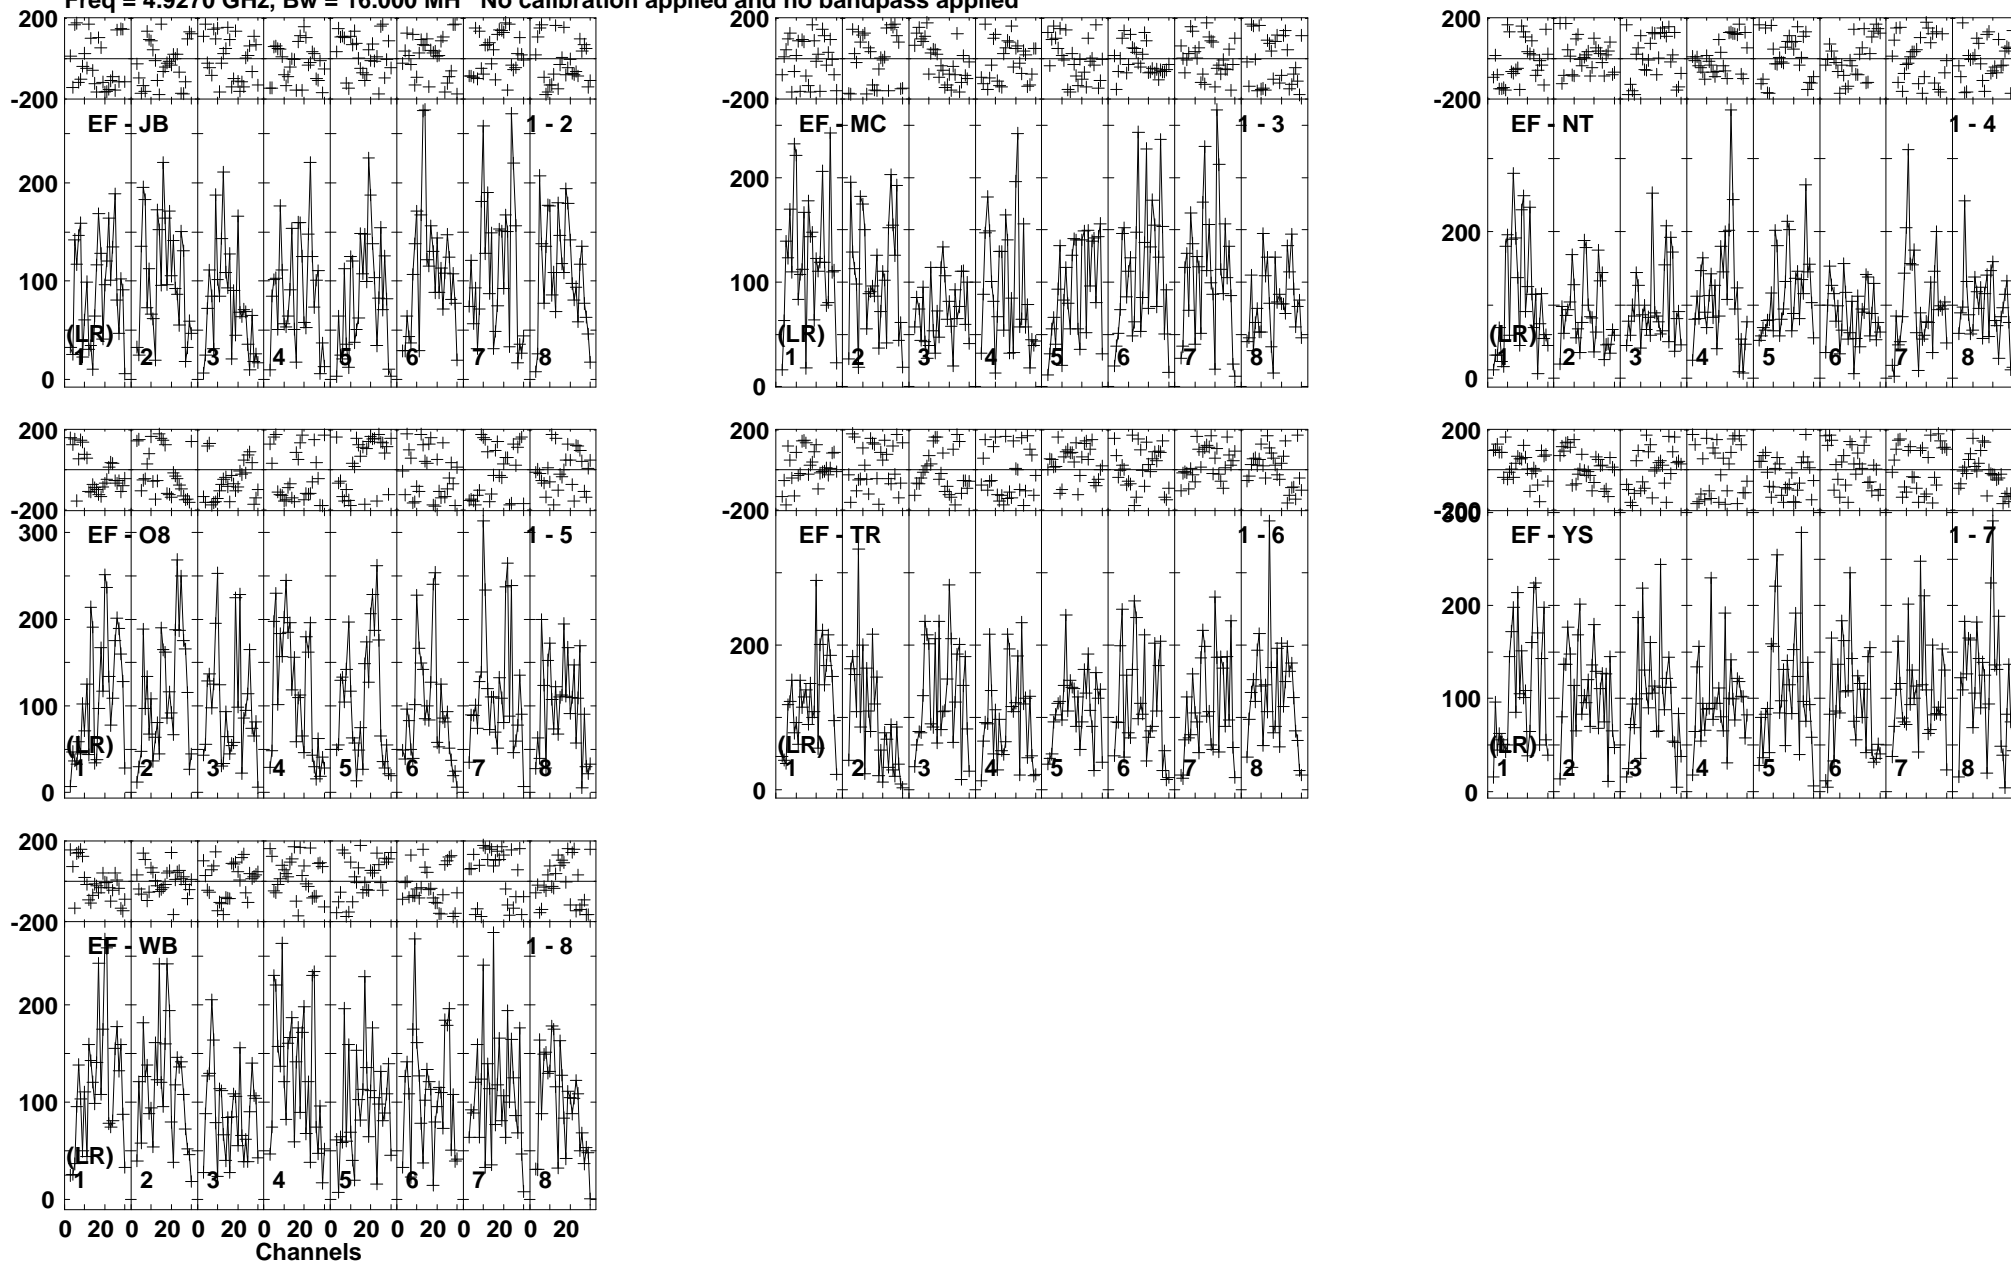 Freq = 4.9270 GHz, Bw = 16.000 MH No calibration applied and no bandpass applied
200 200 200
-200 -200 -200
EF - JB 1 - 2 EF - MC 1 - 3 EF - NT 1 - 4
200 200 200
100 100
(LR) (LR) (LR)
1 2 3 4 5 6 7 8 1 2 3 4 5 6 7 8 1 2 3 4 5 6 7 8
0 0 0
200 200 200
-200 -200 -200
300 300
EF - O8 1 - 5 EF - TR 1 - 6 EF - YS 1 - 7
200 200 200
100 100
(LR) (LR) (LR)
1 2 3 4 5 6 7 8 1 2 3 4 5 6 7 8 1 2 3 4 5 6 7 8
0 0 0
200
-200
EF - WB 1 - 8
200
100
(LR)
1 2 3 4 5 6 7 8
0
0 20 0 20 0 20 0 20 0 20 0 20 0 20 0 20
Channels